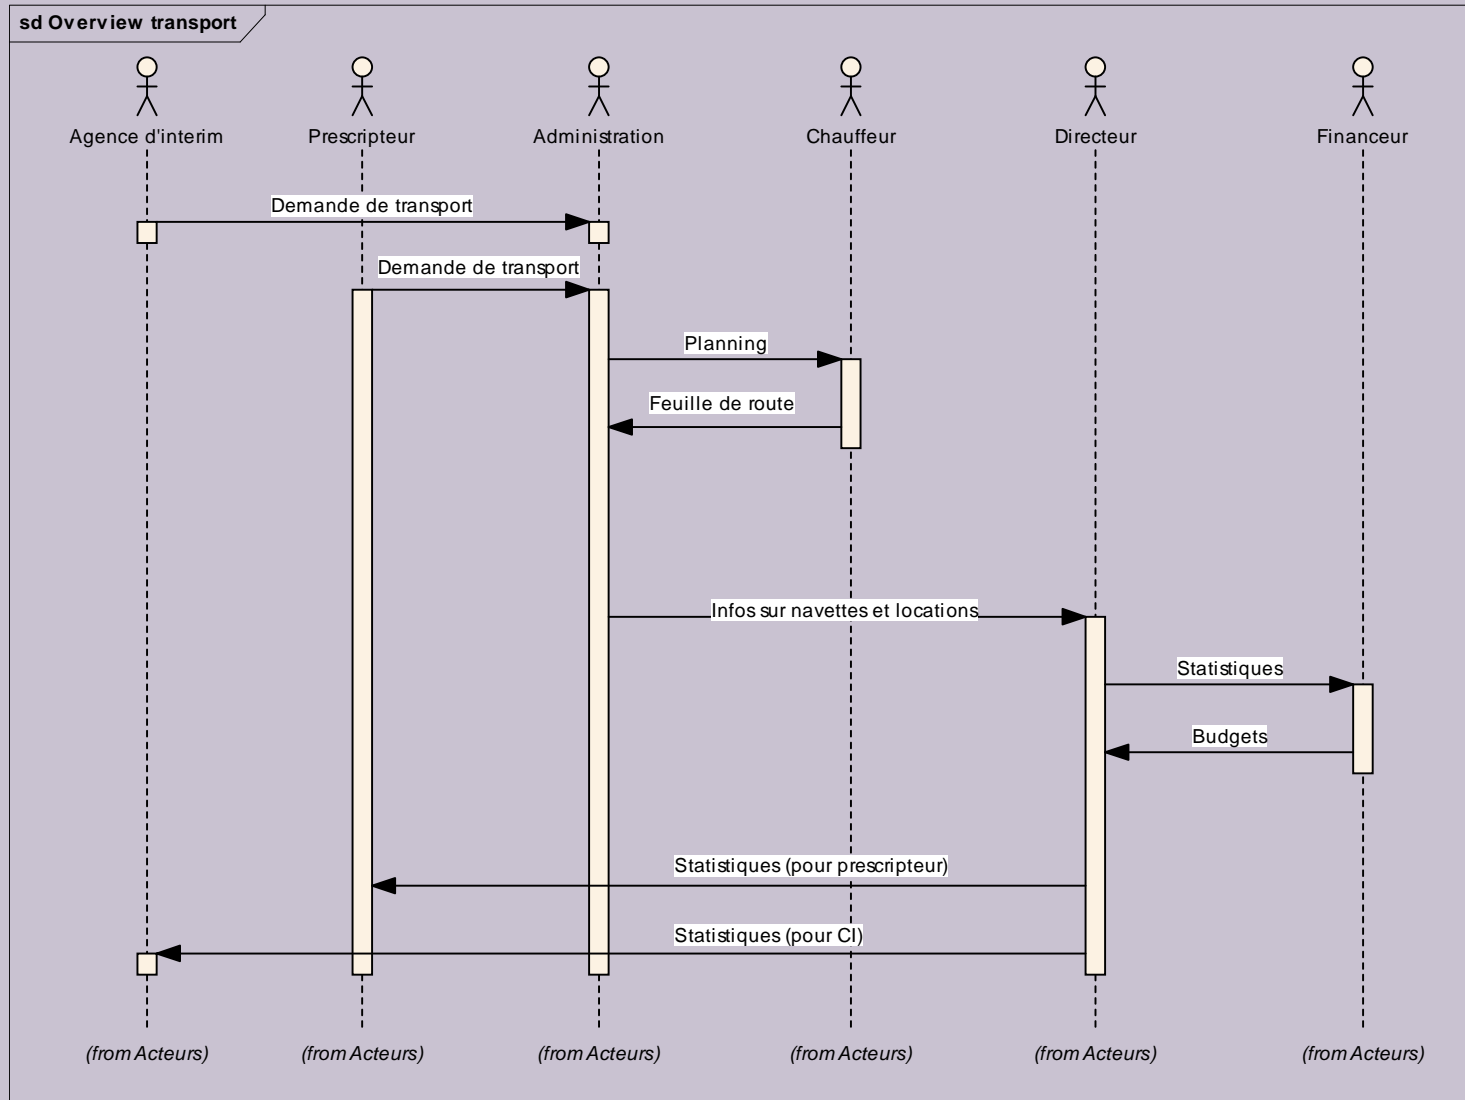 sd Overview transport
Agence d'interim
Prescripteur
Administration
Chauffeur
Directeur
Financeur
Demande de transport
Demande de transport
Planning
Feuille de route
Infos sur navettes et locations
Statistiques
Budgets
Statistiques (pour prescripteur)
Statistiques (pour CI)
(from Acteurs)
(from Acteurs)
(from Acteurs)
(from Acteurs)
(from Acteurs)
(from Acteurs)